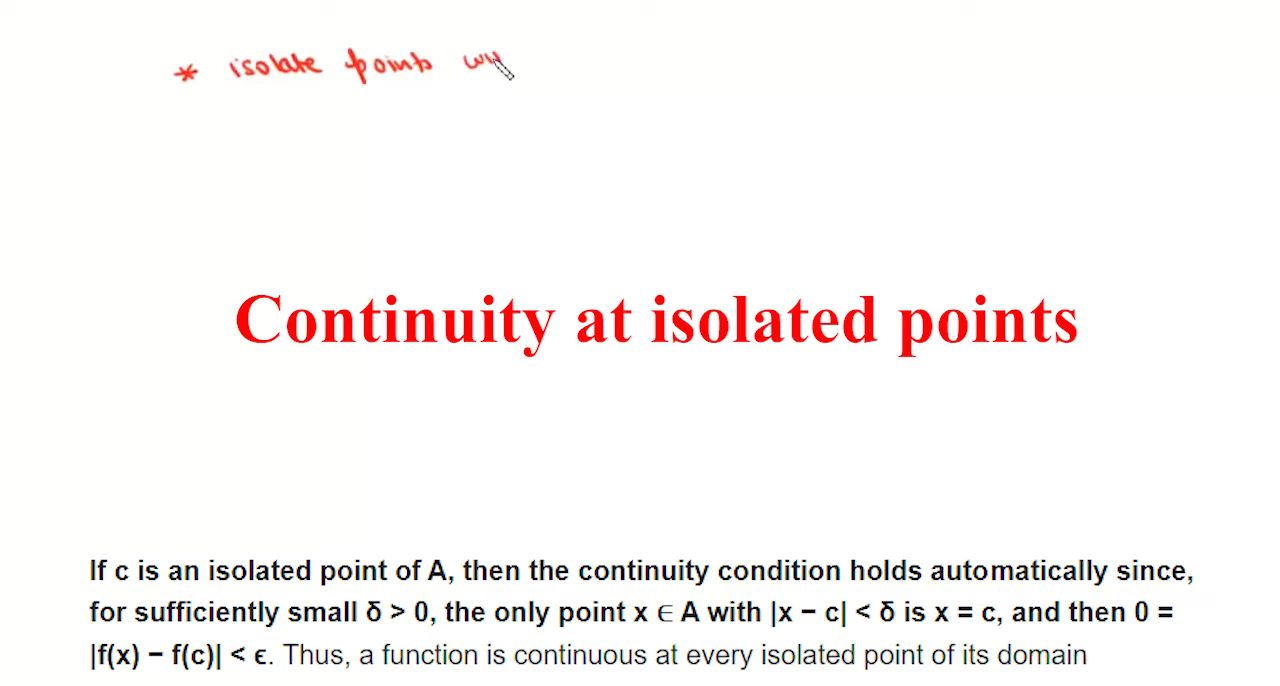 * isolate points
Continuity at isolated points
If c is an isolated point of A, then the continuity condition holds automatically since,
for sufficiently small δ > 0, the only point x ∈ A with |x − c| < δ is x = c, and then 0 =
|f(x) − f(c)| < ϵ. Thus, a function is continuous at every isolated point of its domain